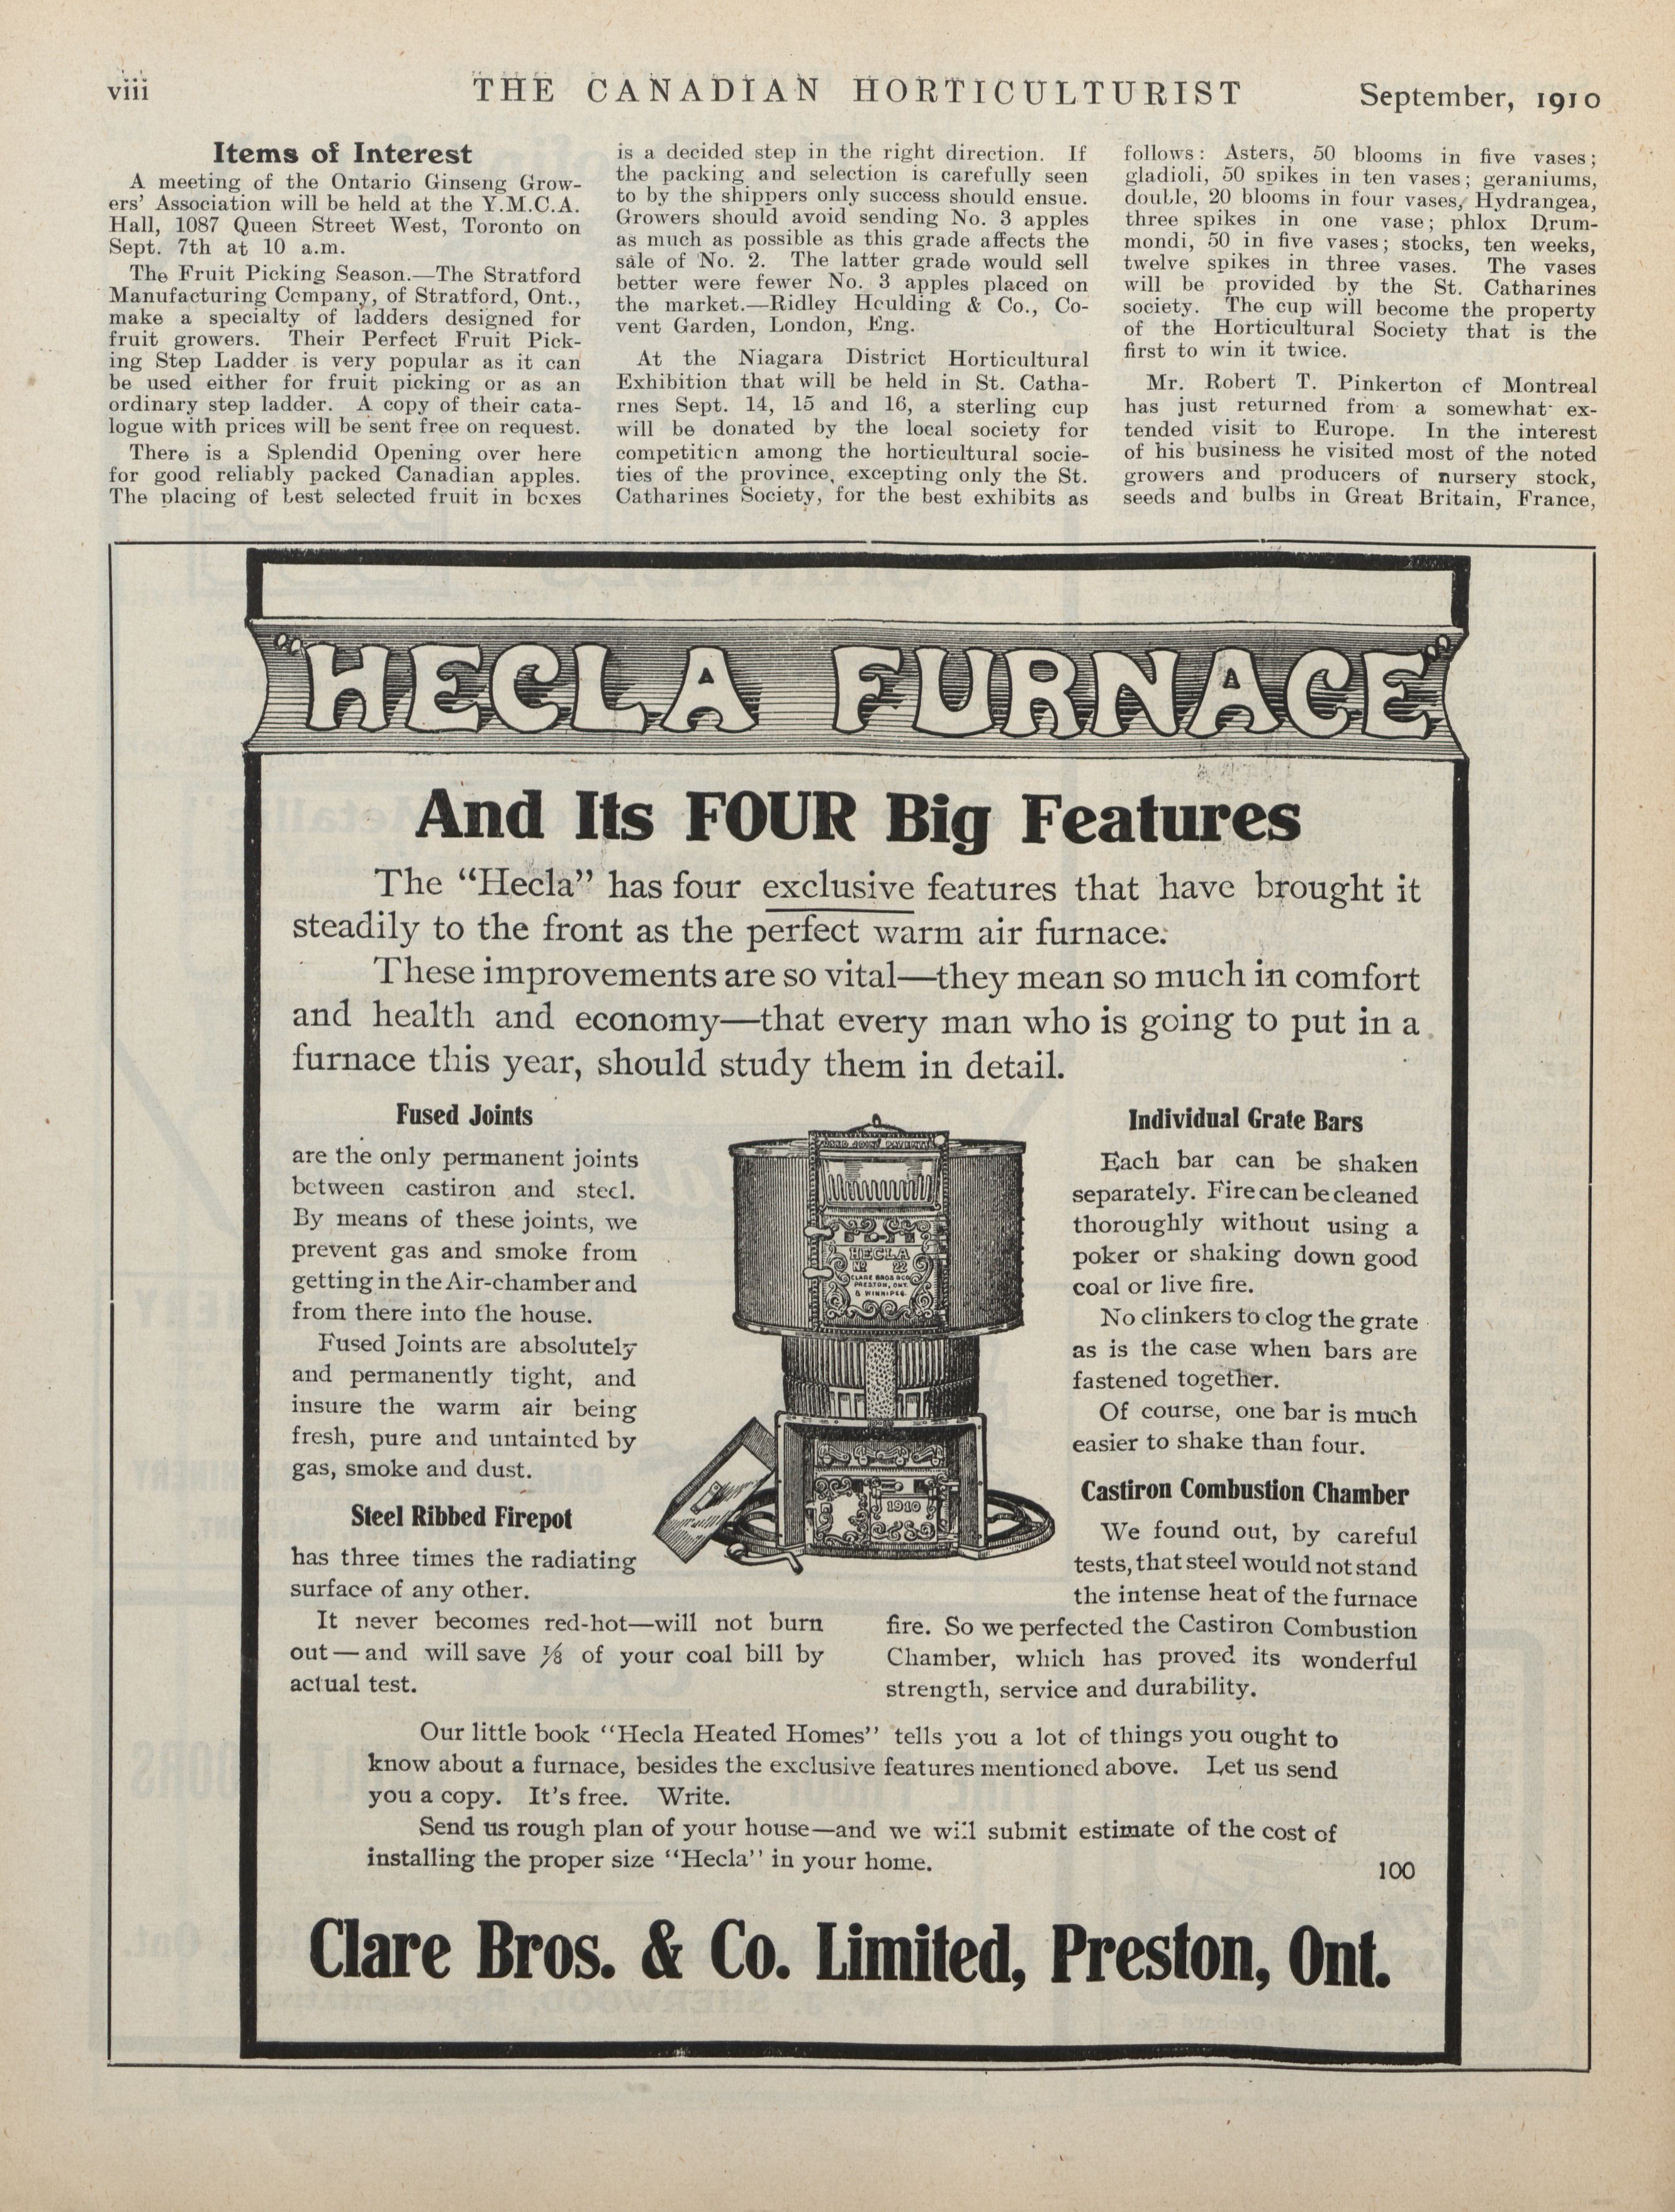 viii
THE CANADIAN HORTICULTURIST
September, 1910
Items of Interest
A meeting of the Ontario Ginseng Grow-
ers' Association will be held at the Y.M.C.A.
Hall, 1087 Queen Street West, Toronto on
Sept. 7th at 10 a.m.
The Fruit Picking Season.—The Stratford
Manufacturing Company, of Stratford, Ont.,
make a specialty of ladders designed for
fruit growers. Their Perfect Fruit Pick-
ing Step Ladder is very popular as it can
be used either for fruit picking or as an
ordinary step ladder. A copy of their cata-
logue with prices will be sent free on request.
There is a Splendid Opening over here
for good reliably packed Canadian apples.
The placing of best selected fruit in boxes
is a decided step in the right direction. If
the packing and selection is carefully seen
to by the shippers only success should ensue.
Growers should avoid sending No. 3 apples
as much as possible as this grade affects the
sale of No. 2. The latter grade would sell
better were fewer No. 3 apples placed on
the market.—Ridley Houlding & Co., Co-
vent Garden, London, Eng.
At the Niagara District Horticultural
Exhibition that will be held in St. Catha-
rnes Sept. 14, 15 and 16, a sterling cup
will be donated by the local society for
competition among the horticultural socie-
ties of the province, excepting only the St.
Catharines Society, for the best exhibits as
follows: Asters, 50 blooms in five vases;
gladioli, 50 spikes in ten vases; geraniums,
double, 20 blooms in four vases, Hydrangea,
three spikes in one vase; phlox Drum-
mondi, 50 in five vases; stocks, ten weeks,
twelve spikes in three vases. The vases
will be provided by the St. Catharines
society. The cup will become the property
of the Horticultural Society that is the
first to win it twice.
Mr. Robert T. Pinkerton of Montreal
has just returned from a somewhat ex-
tended visit to Europe. In the interest
of his business he visited most of the noted
growers and producers of nursery stock,
seeds and bulbs in Great Britain, France,
"HECLA FURNACE"
And Its FOUR Big Features
The "Hecla" has four exclusive features that have brought it
steadily to the front as the perfect warm air furnace.
These improvements are so vital—they mean so much in comfort
and health and economy—that every man who is going to put in a
furnace this year, should study them in detail.
Fused Joints
are the only permanent joints
between castiron and steel.
By means of these joints, we
prevent gas and smoke from
getting in the Air-chamber and
from there into the house.
Fused Joints are absolutely
and permanently tight, and
insure the warm air being
fresh, pure and untainted by
gas, smoke and dust.
Steel Ribbed Firepot
has three times the radiating
surface of any other.
It never becomes red-hot—will not burn
out—and will save ⅛ of your coal bill by
actual test.
HECLA
No 22
CLARE BROS & CO
PRESTON, ONT.
& WINNIPEG.
1910
Individual Grate Bars
Each bar can be shaken
separately. Fire can be cleaned
thoroughly without using a
poker or shaking down good
coal or live fire.
No clinkers to clog the grate
as is the case when bars are
fastened together.
Of course, one bar is much
easier to shake than four.
Castiron Combustion Chamber
We found out, by careful
tests, that steel would not stand
the intense heat of the furnace
fire. So we perfected the Castiron Combustion
Chamber, which has proved its wonderful
strength, service and durability.
Our little book "Hecla Heated Homes" tells you a lot of things you ought to
know about a furnace, besides the exclusive features mentioned above. Let us send
you a copy. It's free. Write.
Send us rough plan of your house—and we will submit estimate of the cost of
installing the proper size "Hecla" in your home.
100
Clare Bros. & Co. Limited, Preston, Ont.